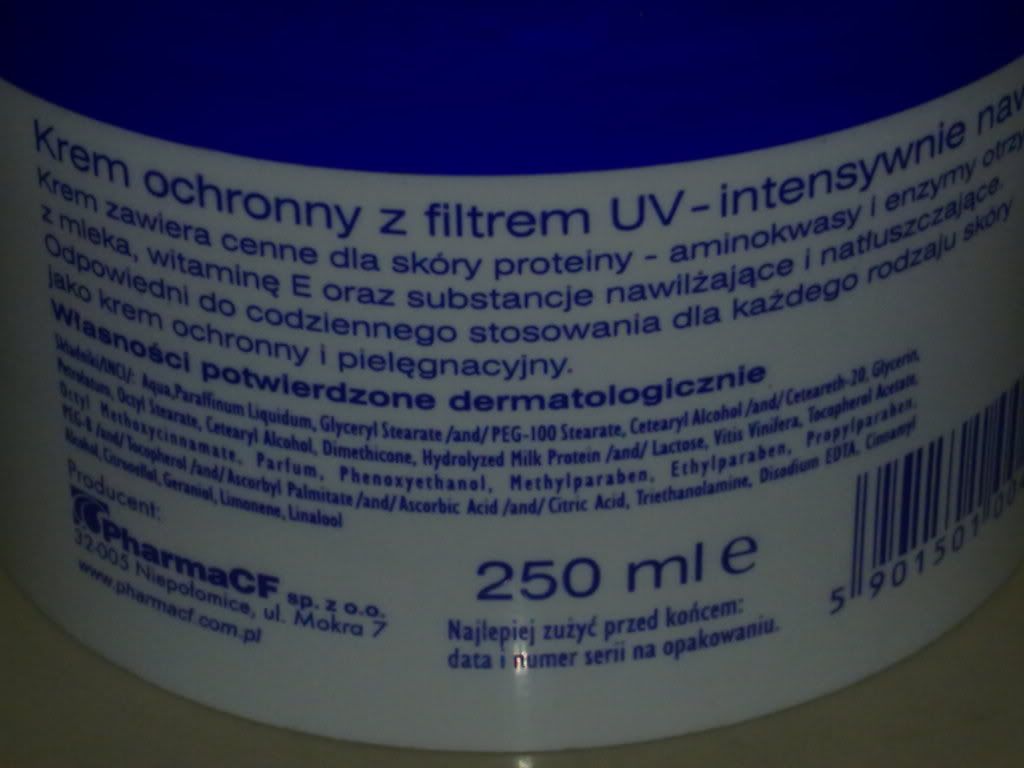 Krem ochronny z filtrem UV - intensywnie naw
Krem zawiera cenne dla skóry proteiny - aminokwasy i enzymy otrzy
z mleka, witaminę E oraz substancje nawilżające i natłuszczające.
Odpowiedni do codziennego stosowania dla każdego rodzaju skóry
jako krem ochronny i pielęgnacyjny.
Własności potwierdzone dermatologicznie
Składniki/INCI/: Aqua,Paraffinum Liquidum, Glyceryl Stearate /and/ PEG-100 Stearate, Cetearyl Alcohol /and/ Ceteareth-20, Glycerin,
Petrolatum, Octyl Stearate, Cetearyl Alcohol, Dimethicone, Hydrolyzed Milk Protein /and/ Lactose, Vitis Vinifera, Tocopherol Acetate,
Octyl Methoxycinnamate, Parfum, Phenoxyethanol, Methylparaben, Ethylparaben, Propylparaben,
PEG-8 /and/ Tocopherol /and/ Ascorbyl Palmitate /and/ Ascorbic Acid /and/ Citric Acid, Triethanolamine, Disodium EDTA, Cinnamyl
Alcohol, Citronellol, Geraniol, Limonene, Linalool
Producent:
PharmaCF sp. z o.o.
32-005 Niepołomice, ul. Mokra 7
www.pharmacf.com.pl
250 ml e
Najlepiej zużyć przed końcem:
data i numer serii na opakowaniu.
5 901501 00